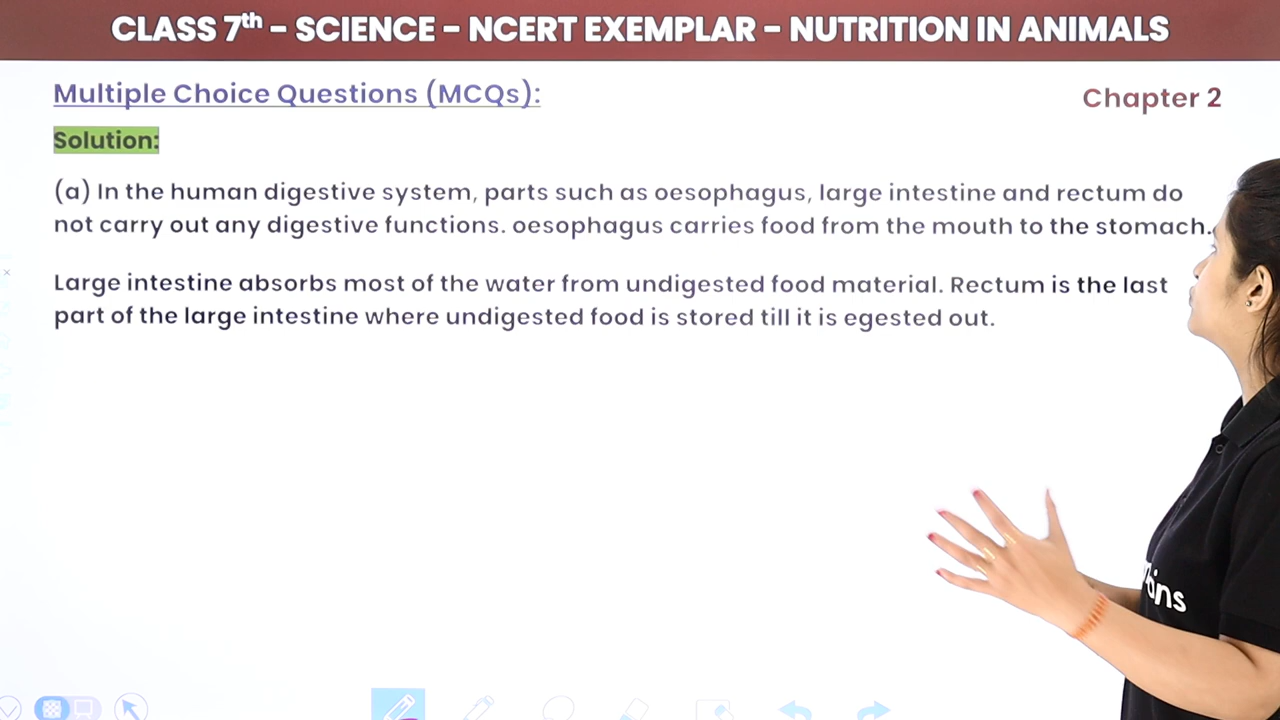 CLASS 7th – SCIENCE – NCERT EXEMPLAR – NUTRITION IN ANIMALS
Multiple Choice Questions (MCQs):
Chapter 2
Solution:
(a) In the human digestive system, parts such as oesophagus, large intestine and rectum do
not carry out any digestive functions. oesophagus carries food from the mouth to the stomach.
Large intestine absorbs most of the water from undigested food material. Rectum is the last
part of the large intestine where undigested food is stored till it is egested out.